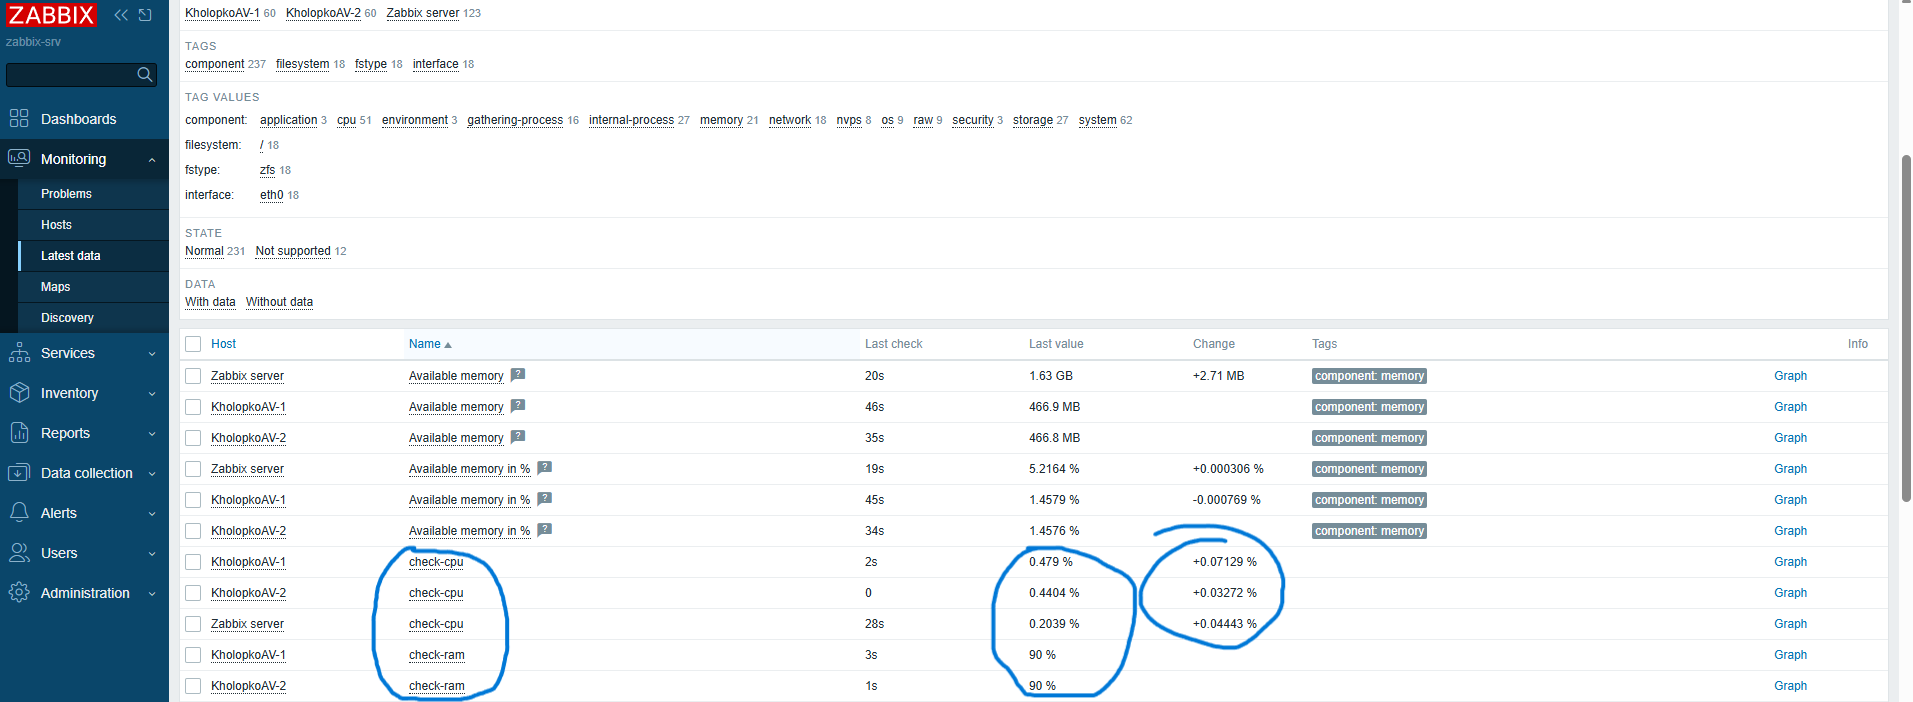 ZABBIX
zabbix-srv
Dashboards
Monitoring
Problems
Hosts
Latest data
Maps
Discovery
Services
Inventory
Reports
Data collection
Alerts
Users
Administration
KholopkoAV-1 60 KholopkoAV-2 60 Zabbix server 123
TAGS
component 237 filesystem 18 fstype 18 interface 18
TAG VALUES
component: application 3 cpu 51 environment 3 gathering-process 16 internal-process 27 memory 21 network 18 nvps 8 os 9 raw 9 security 3 storage 27 system 62
filesystem: / 18
fstype: zfs 18
interface: eth0 18
STATE
Normal 231 Not supported 12
DATA
With data Without data
Host Name Last check Last value Change Tags Info
Zabbix server Available memory ? 20s 1.63 GB +2.71 MB component: memory Graph
KholopkoAV-1 Available memory ? 46s 466.9 MB component: memory Graph
KholopkoAV-2 Available memory ? 35s 466.8 MB component: memory Graph
Zabbix server Available memory in % ? 19s 5.2164 % +0.000306 % component: memory Graph
KholopkoAV-1 Available memory in % ? 45s 1.4579 % -0.000769 % component: memory Graph
KholopkoAV-2 Available memory in % ? 34s 1.4576 % component: memory Graph
KholopkoAV-1 check-cpu 2s 0.479 % +0.07129 % Graph
KholopkoAV-2 check-cpu 0 0.4404 % +0.03272 % Graph
Zabbix server check-cpu 28s 0.2039 % +0.04443 % Graph
KholopkoAV-1 check-ram 3s 90 % Graph
KholopkoAV-2 check-ram 1s 90 % Graph